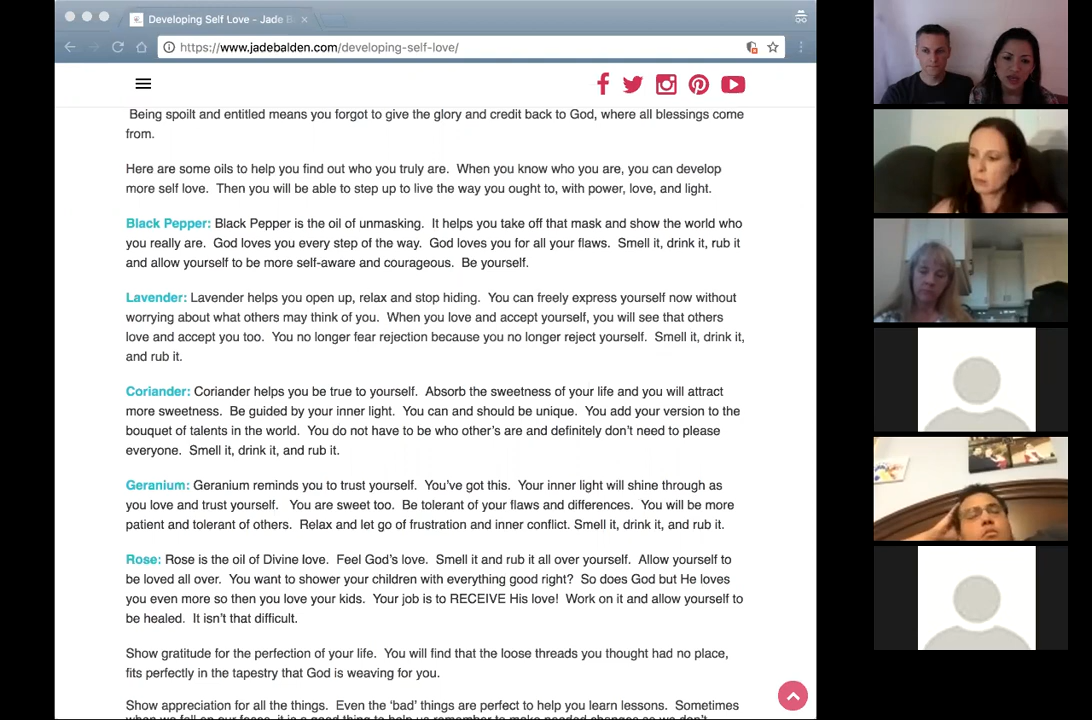 Developing Self Love - Jade B
https://www.jadebalden.com/developing-self-love/
Being spoilt and entitled means you forgot to give the glory and credit back to God, where all blessings come
from.
Here are some oils to help you find out who you truly are.  When you know who you are, you can develop
more self love.  Then you will be able to step up to live the way you ought to, with power, love, and light.
Black Pepper: Black Pepper is the oil of unmasking.  It helps you take off that mask and show the world who
you really are.  God loves you every step of the way.  God loves you for all your flaws.  Smell it, drink it, rub it
and allow yourself to be more self-aware and courageous.  Be yourself.
Lavender: Lavender helps you open up, relax and stop hiding.  You can freely express yourself now without
worrying about what others may think of you.  When you love and accept yourself, you will see that others
love and accept you too.  You no longer fear rejection because you no longer reject yourself.  Smell it, drink it,
and rub it.
Coriander: Coriander helps you be true to yourself.  Absorb the sweetness of your life and you will attract
more sweetness.  Be guided by your inner light.  You can and should be unique.  You add your version to the
bouquet of talents in the world.  You do not have to be who other's are and definitely don't need to please
everyone.  Smell it, drink it, and rub it.
Geranium: Geranium reminds you to trust yourself.  You've got this.  Your inner light will shine through as
you love and trust yourself.   You are sweet too.  Be tolerant of your flaws and differences.  You will be more
patient and tolerant of others.  Relax and let go of frustration and inner conflict. Smell it, drink it, and rub it.
Rose: Rose is the oil of Divine love.  Feel God's love.  Smell it and rub it all over yourself.  Allow yourself to
be loved all over.  You want to shower your children with everything good right?  So does God but He loves
you even more so then you love your kids.  Your job is to RECEIVE His love!  Work on it and allow yourself to
be healed.  It isn't that difficult.
Show gratitude for the perfection of your life.  You will find that the loose threads you thought had no place,
fits perfectly in the tapestry that God is weaving for you.
Show appreciation for all the things.  Even the 'bad' things are perfect to help you learn lessons.  Sometimes
when we fall on our faces, it is a good thing to help us remember to make needed changes so we don't